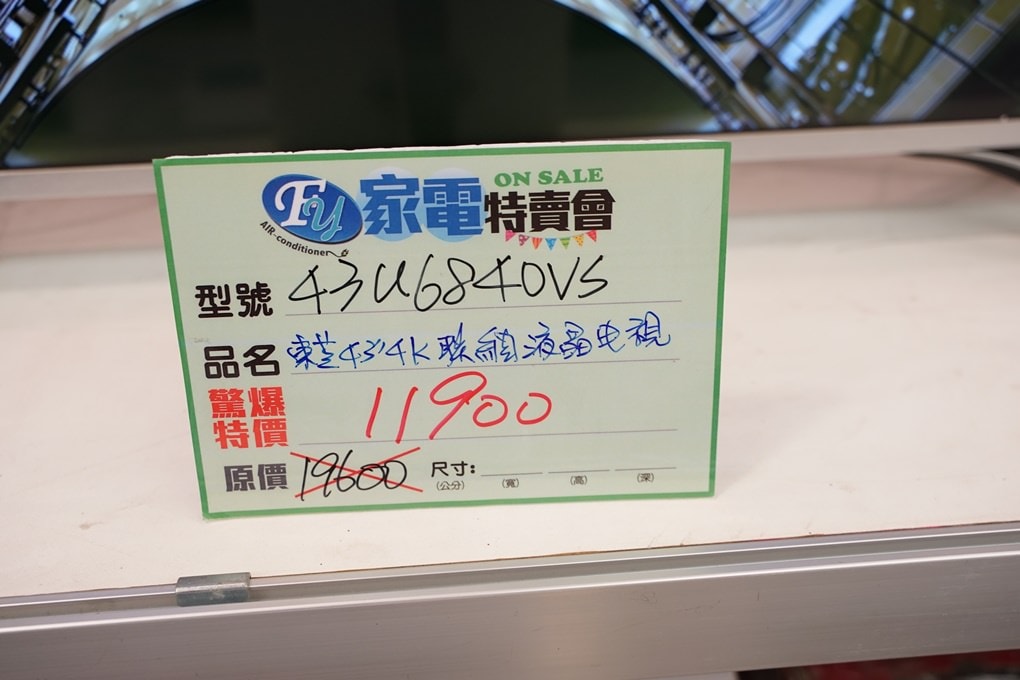 Fy
AIR-conditioner
ON SALE
家電特賣會
型號 43U6840VS
品名 東芝43"4K聯網液晶电視
驚爆特價 11900
原價 19600 尺寸:
(公分) (寬) (高) (深)